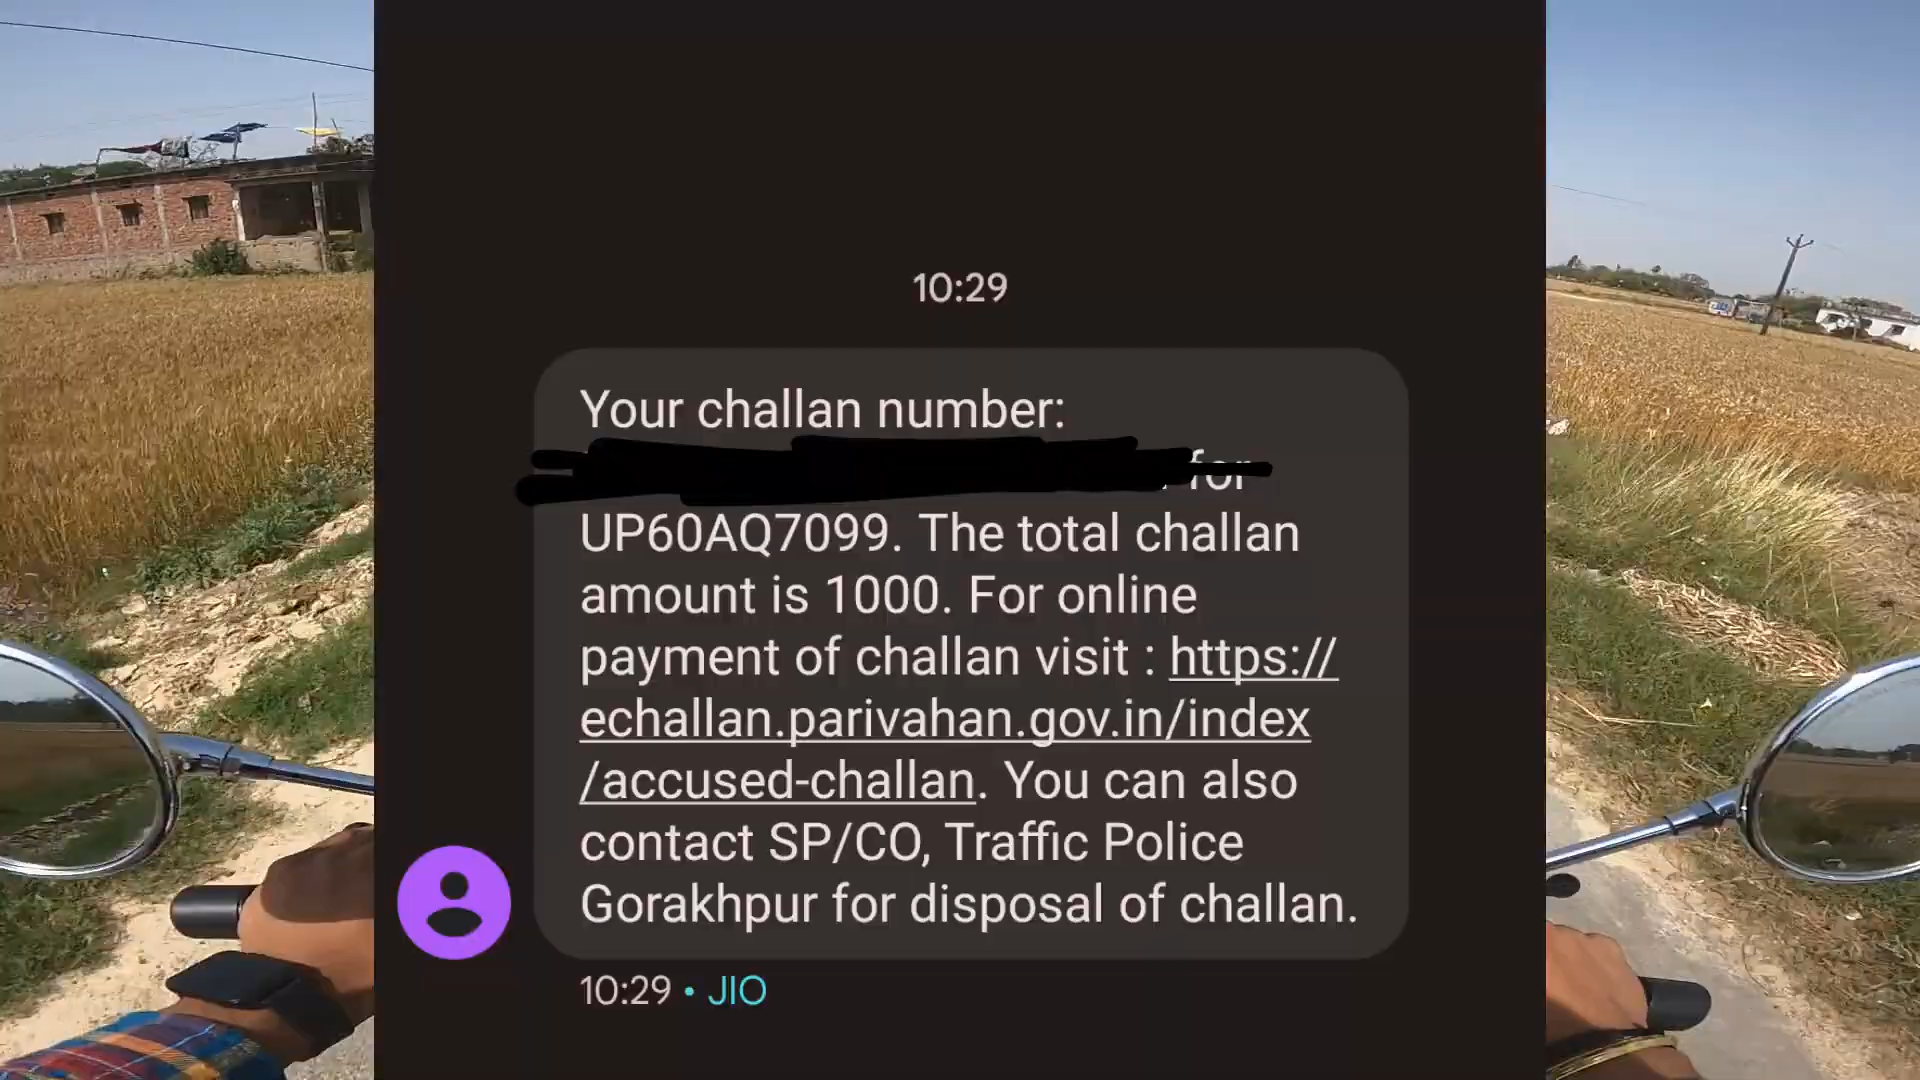 10:29
Your challan number:
for
UP60AQ7099. The total challan
amount is 1000. For online
payment of challan visit : https://
echallan.parivahan.gov.in/index
/accused-challan. You can also
contact SP/CO, Traffic Police
Gorakhpur for disposal of challan.
10:29 • JIO